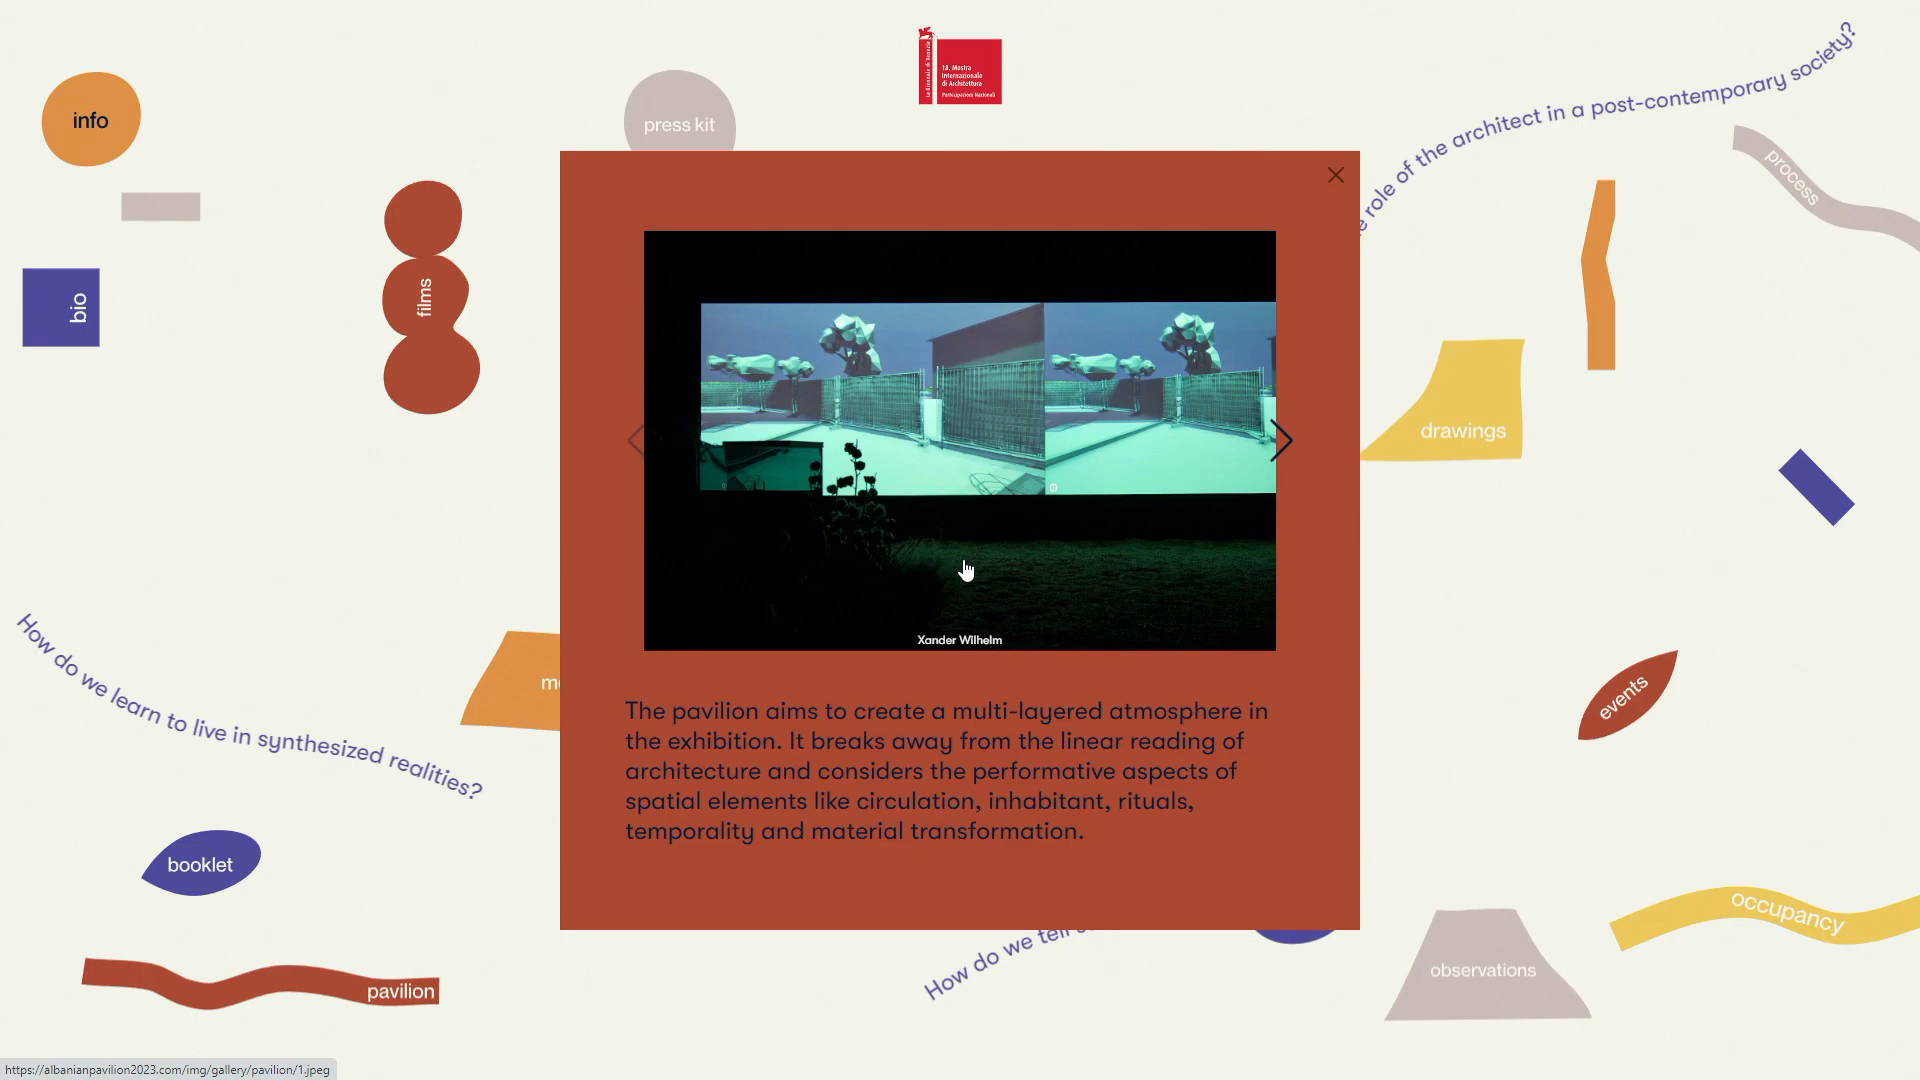 18. Mostra
Internazionale
di Architettura
Partecipazioni Nazionali
La Biennale di Venezia
info
press kit
role of the architect in a post-contemporary society?
process
bio
films
drawings
Xander Wilhelm
events
How do we learn to live in synthesized realities?
The pavilion aims to create a multi-layered atmosphere in
the exhibition. It breaks away from the linear reading of
architecture and considers the performative aspects of
spatial elements like circulation, inhabitant, rituals,
temporality and material transformation.
booklet
occupancy
How do we tell
observations
pavilion
https://albanianpavilion2023.com/img/gallery/pavilion/1.jpeg